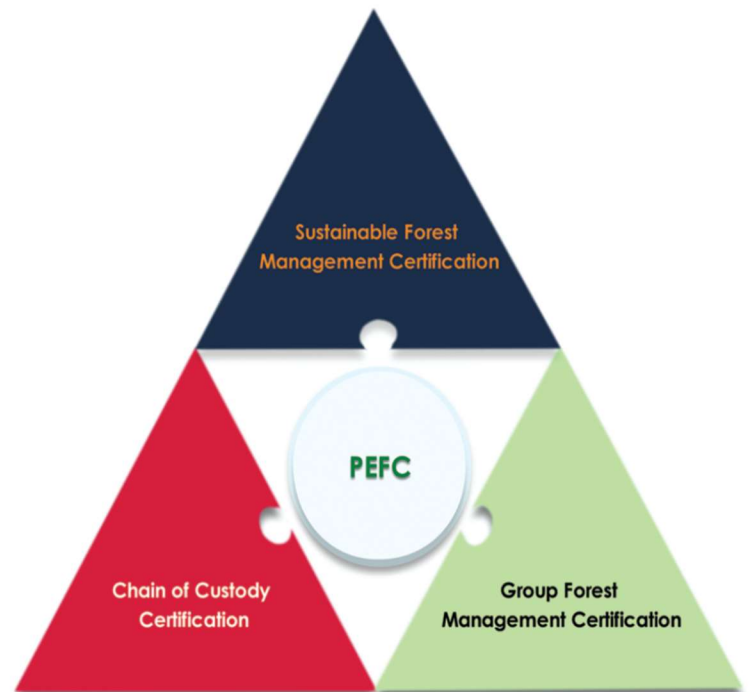 Sustainable Forest
Management Certification
PEFC
Chain of Custody
Certification
Group Forest
Management Certification